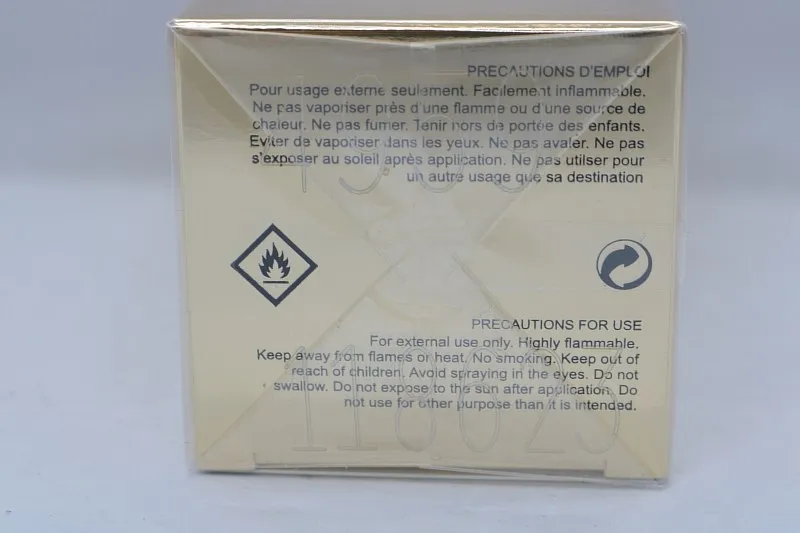 PRECAUTIONS D'EMPLOI
Pour usage externe seulement. Facilement inflammable.
Ne pas vaporiser près d'une flamme ou d'une source de
chaleur. Ne pas fumer. Tenir hors de portée des enfants.
Eviter de vaporiser dans les yeux. Ne pas avaler. Ne pas
s'exposer au soleil après application. Ne pas utiliser pour
un autre usage que sa destination
PRECAUTIONS FOR USE
For external use only. Highly flammable.
Keep away from flames or heat. No smoking. Keep out of
reach of children. Avoid spraying in the eyes. Do not
swallow. Do not expose to the sun after application. Do
not use for other purpose than it is intended.